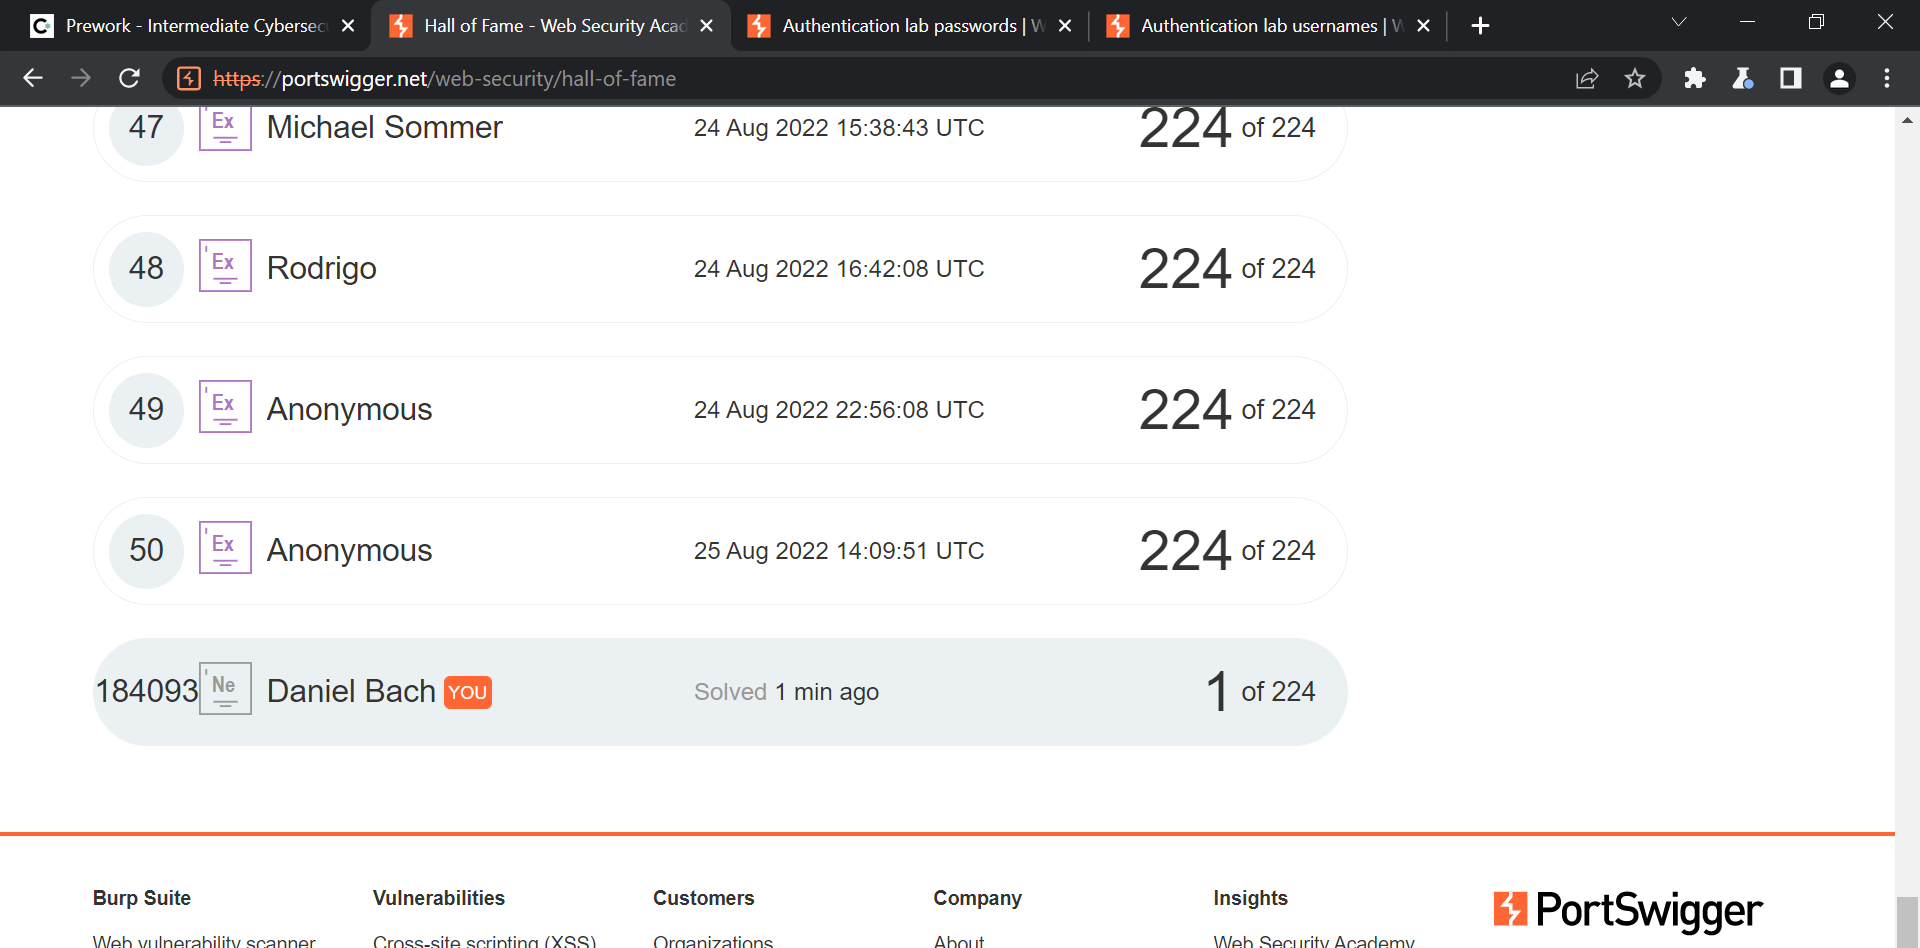 Prework - Intermediate Cybersec
Hall of Fame - Web Security Acad
Authentication lab passwords | W
Authentication lab usernames | W
https://portswigger.net/web-security/hall-of-fame
47 'Ex Michael Sommer 24 Aug 2022 15:38:43 UTC 224 of 224
48 'Ex Rodrigo 24 Aug 2022 16:42:08 UTC 224 of 224
49 'Ex Anonymous 24 Aug 2022 22:56:08 UTC 224 of 224
50 'Ex Anonymous 25 Aug 2022 14:09:51 UTC 224 of 224
184093 'Ne Daniel Bach YOU Solved 1 min ago 1 of 224
Burp Suite Vulnerabilities Customers Company Insights PortSwigger
Web vulnerability scanner Cross-site scripting (XSS) Organizations About Web Security Academy